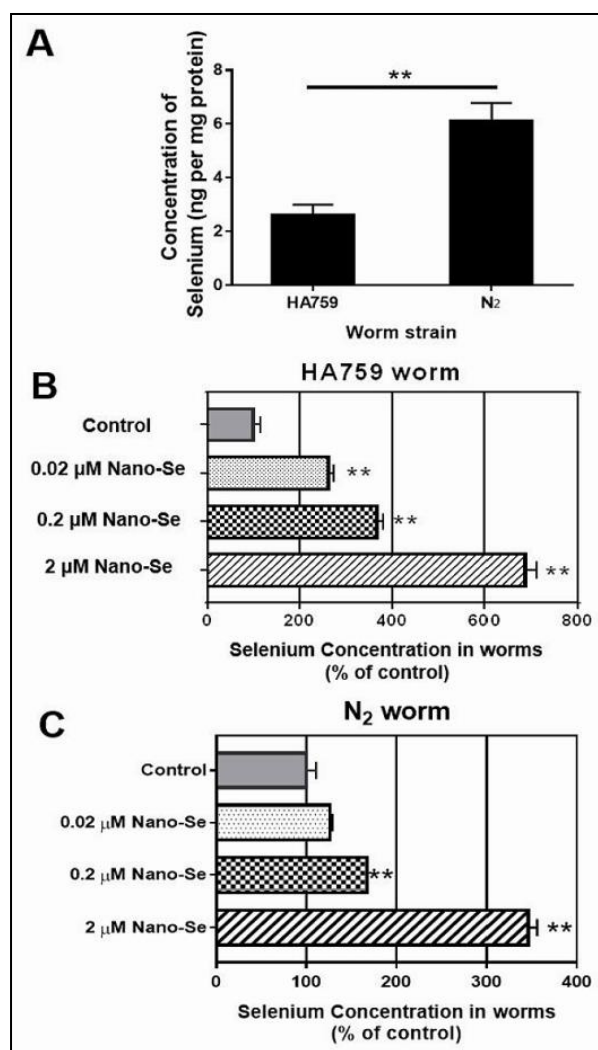 A
Concentration of
Selenium (ng per mg protein)
8
6
4
2
0
**
HA759
N2
Worm strain
B
HA759 worm
Control
0.02 µM Nano-Se
**
0.2 µM Nano-Se
**
2 µM Nano-Se
**
0 200 400 600 800
Selenium Concentration in worms
(% of control)
C
N2 worm
Control
0.02 µM Nano-Se
0.2 µM Nano-Se
**
2 µM Nano-Se
**
0 100 200 300 400
Selenium Concentration in worms
(% of control)